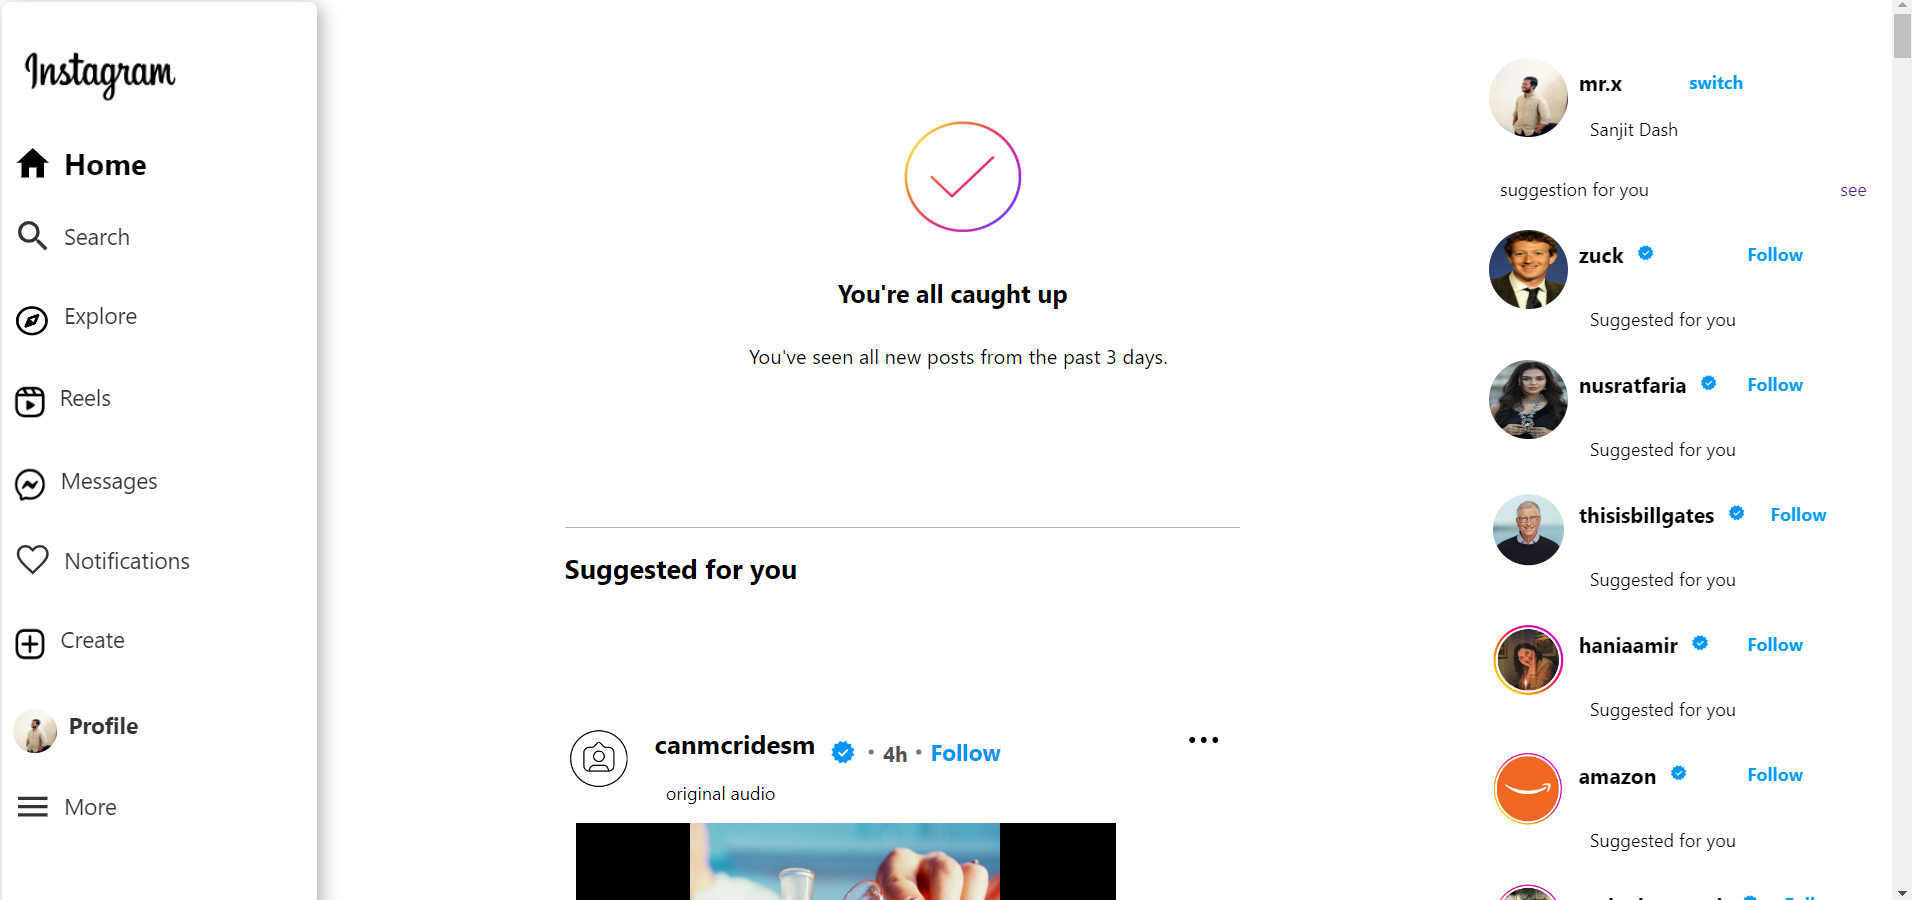 Instagram
Home
Search
Explore
Reels
Messages
Notifications
Create
Profile
More
You're all caught up
You've seen all new posts from the past 3 days.
Suggested for you
canmcridesm • 4h • Follow
original audio
mr.x switch
Sanjit Dash
suggestion for you see
zuck Follow
Suggested for you
nusratfaria Follow
Suggested for you
thisisbillgates Follow
Suggested for you
haniaamir Follow
Suggested for you
amazon Follow
Suggested for you